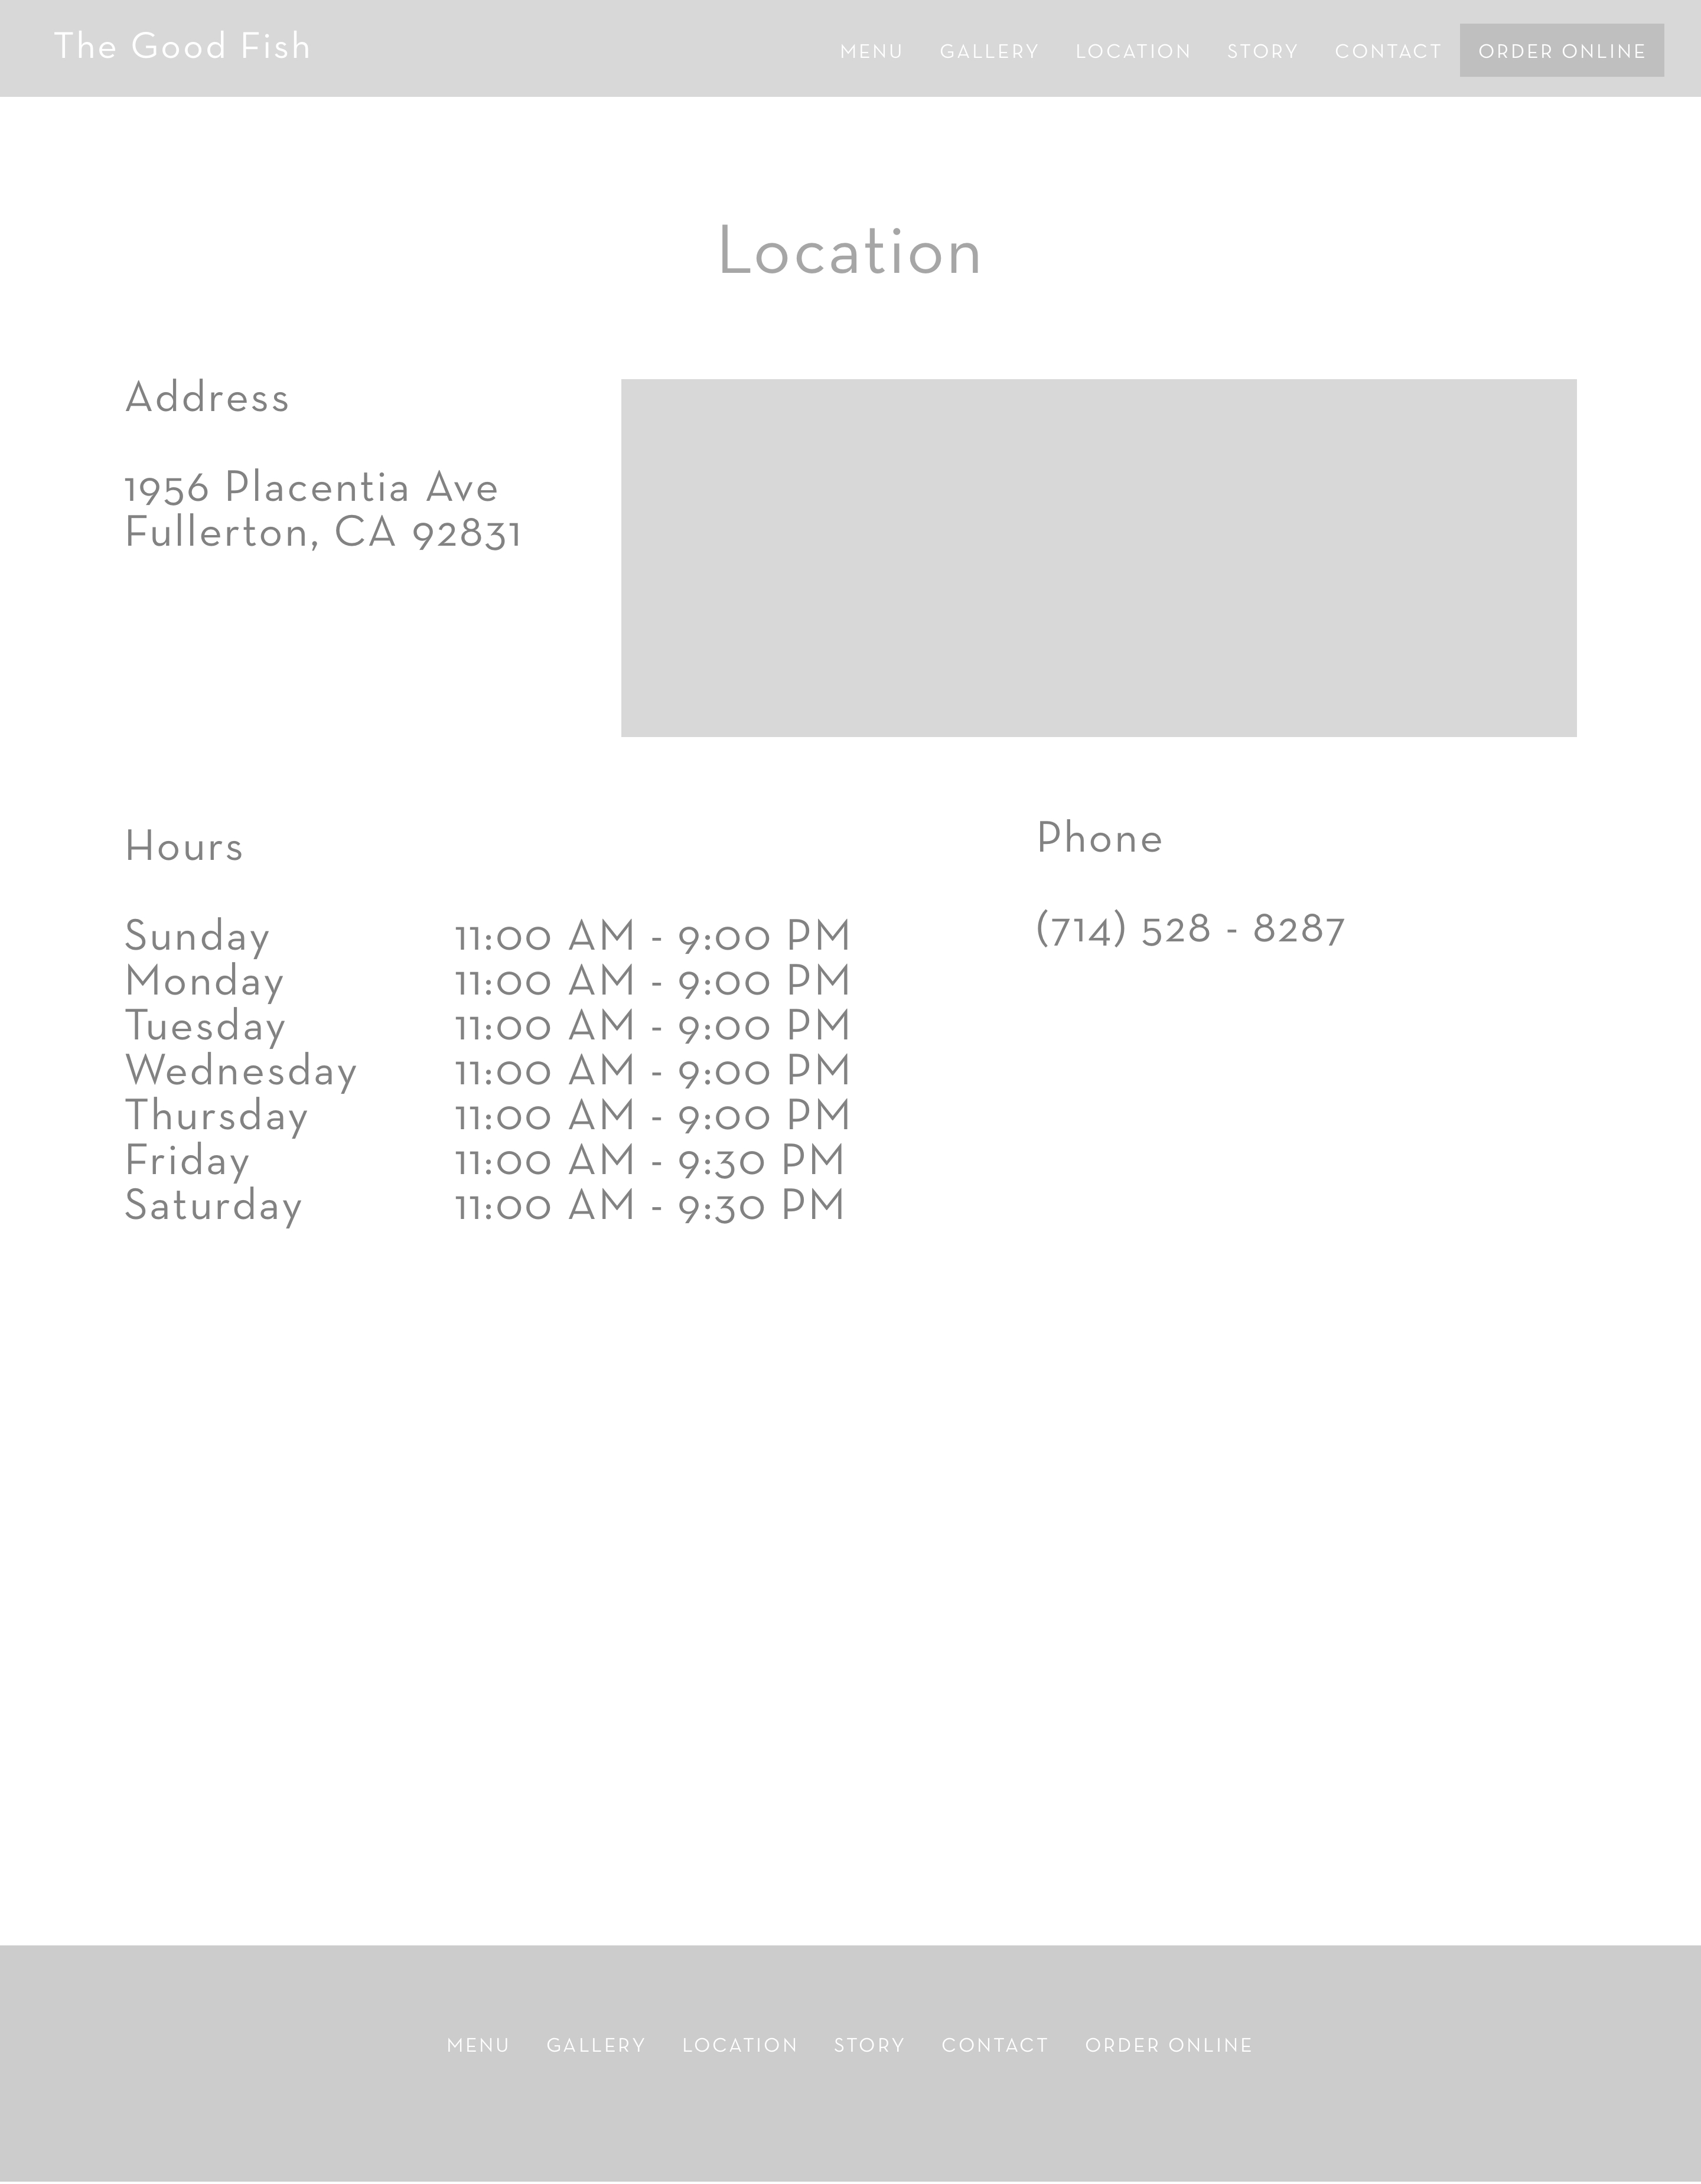 The Good Fish
MENU GALLERY LOCATION STORY CONTACT ORDER ONLINE
Location
Address
1956 Placentia Ave
Fullerton, CA 92831
Hours
Sunday 11:00 AM - 9:00 PM
Monday 11:00 AM - 9:00 PM
Tuesday 11:00 AM - 9:00 PM
Wednesday 11:00 AM - 9:00 PM
Thursday 11:00 AM - 9:00 PM
Friday 11:00 AM - 9:30 PM
Saturday 11:00 AM - 9:30 PM
Phone
(714) 528 - 8287
MENU GALLERY LOCATION STORY CONTACT ORDER ONLINE